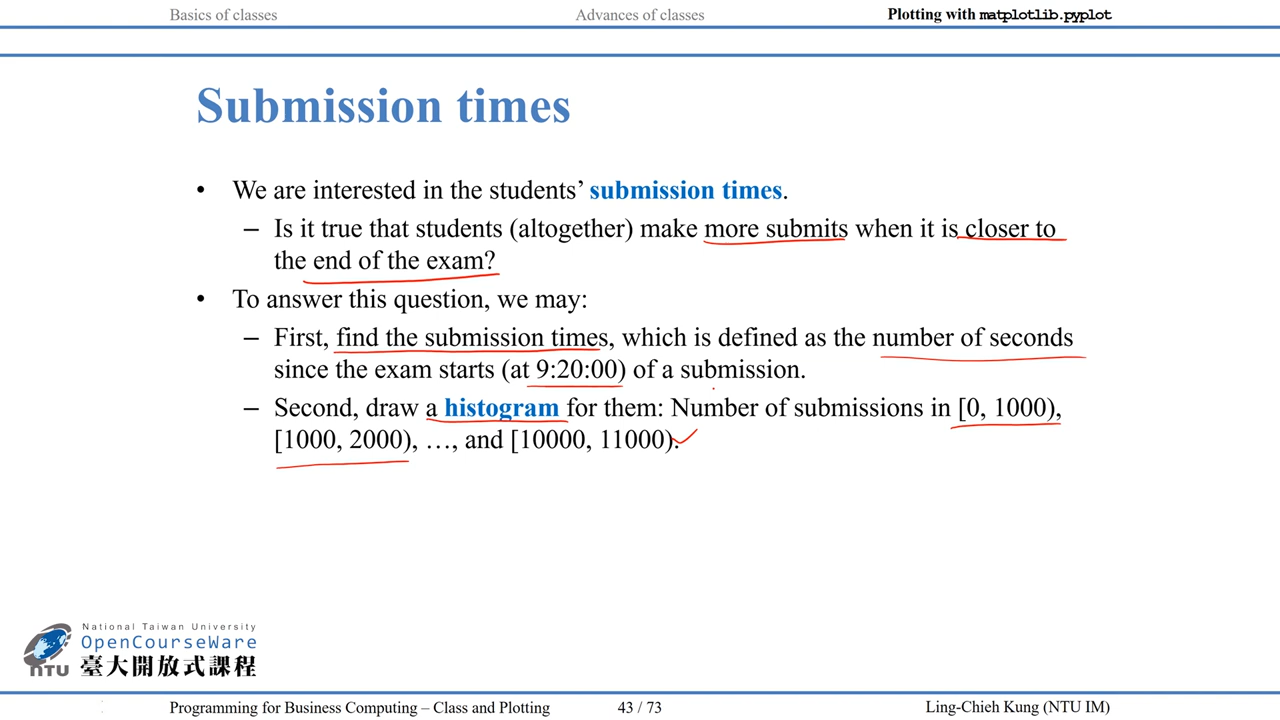 Basics of classes
Advances of classes
Plotting with matplotlib.pyplot
Submission times
• We are interested in the students' submission times.
– Is it true that students (altogether) make more submits when it is closer to
the end of the exam?
• To answer this question, we may:
– First, find the submission times, which is defined as the number of seconds
since the exam starts (at 9:20:00) of a submission.
– Second, draw a histogram for them: Number of submissions in [0, 1000),
[1000, 2000), …, and [10000, 11000).
National Taiwan University
OpenCourseWare
NTU 臺大開放式課程
Programming for Business Computing – Class and Plotting
43 / 73
Ling-Chieh Kung (NTU IM)